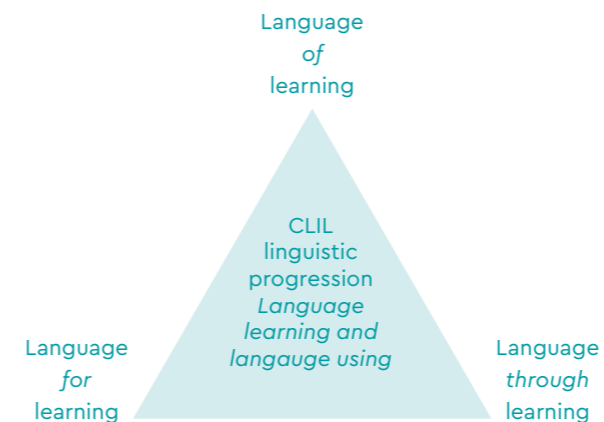 Language
of
learning
CLIL
linguistic
progression
Language
learning and
langauge using
Language
for
learning
Language
through
learning